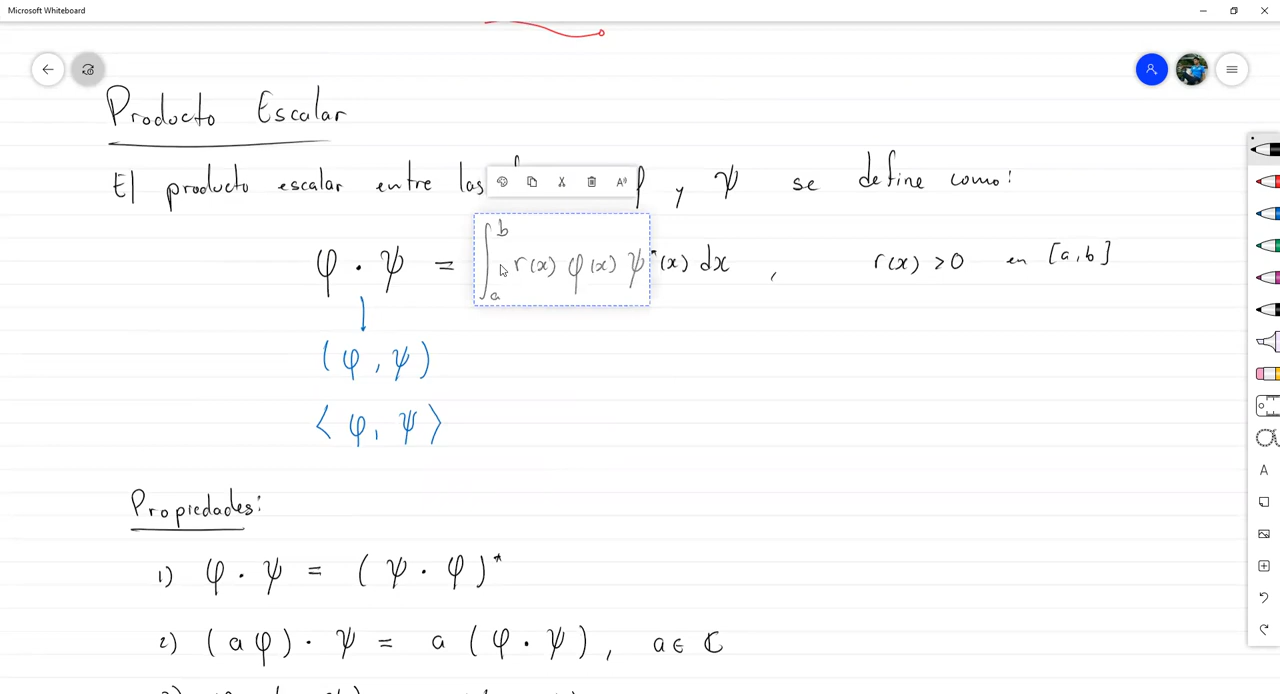 Microsoft Whiteboard
Producto Escalar
El producto escalar entre las φ y ψ se define como:
φ · ψ = ∫_a^b r(x) φ(x) ψ*(x) dx , r(x) > 0 en [a,b]
(φ, ψ)
⟨φ, ψ⟩
Propiedades:
1) φ · ψ = (ψ · φ)*
2) (aφ) · ψ = a (φ · ψ), a ∈ ℂ